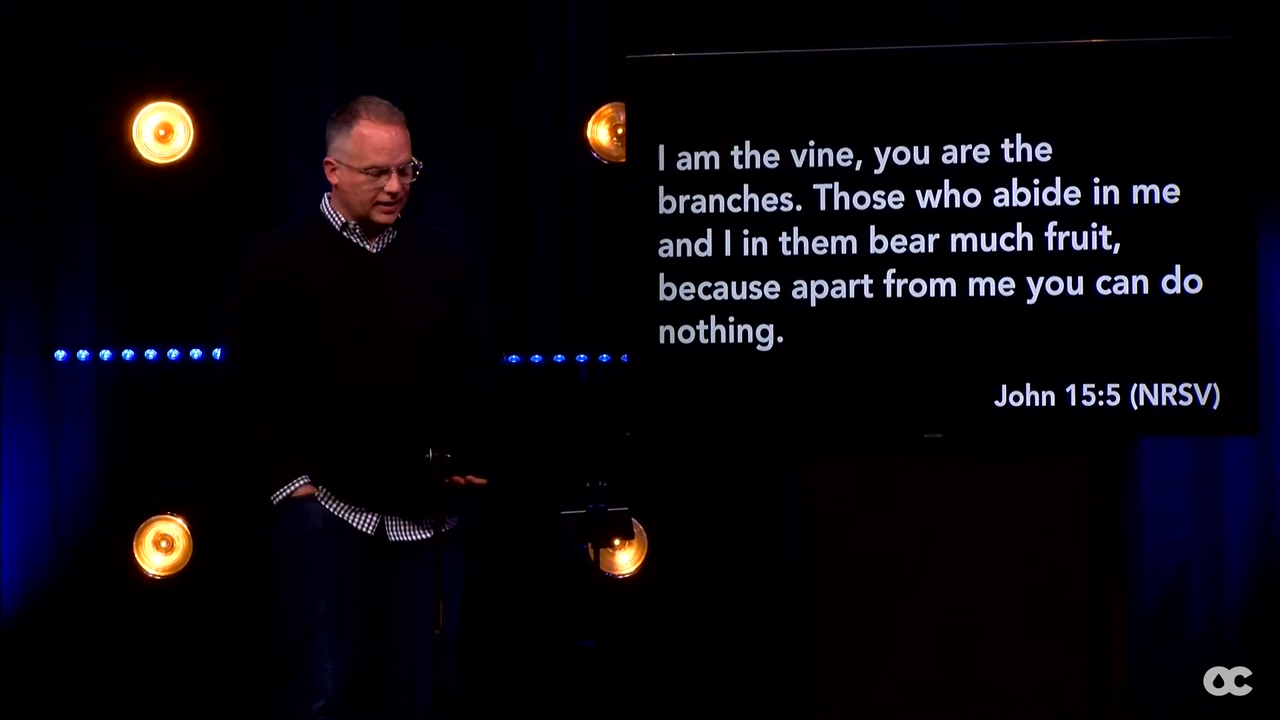 I am the vine, you are the
branches. Those who abide in me
and I in them bear much fruit,
because apart from me you can do
nothing.
John 15:5 (NRSV)
OC